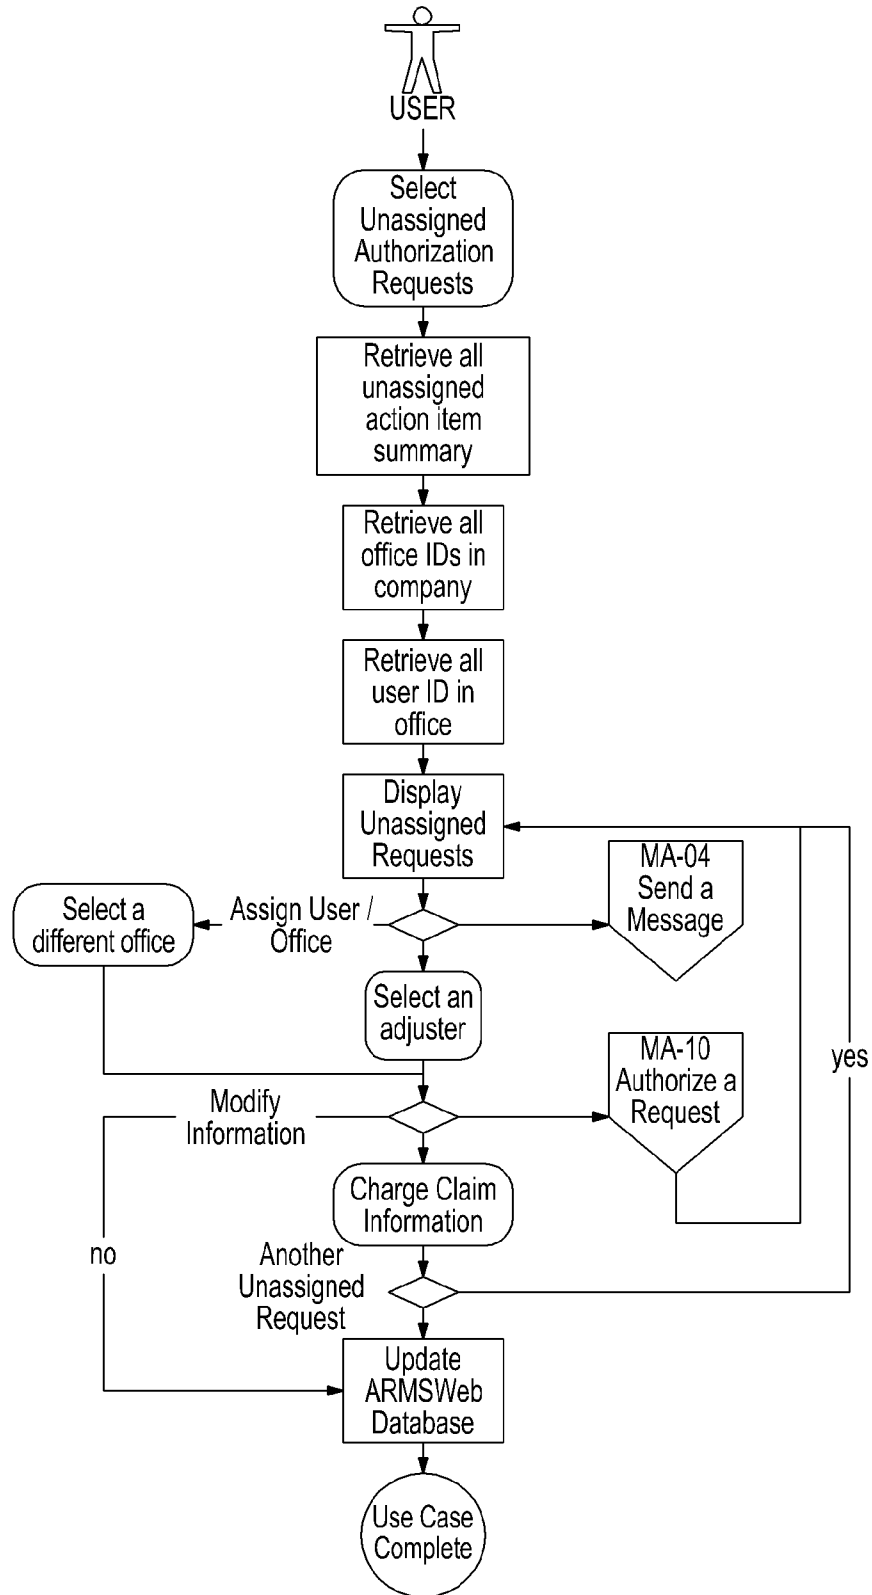 USER
Select
Unassigned
Authorization
Requests
Retrieve all
unassigned
action item
summary
Retrieve all
office IDs in
company
Retrieve all
user ID in
office
Display
Unassigned
Requests
MA-04
Send a
Message
Select a
different office
Assign User /
Office
Select an
adjuster
MA-10
Authorize a
Request
yes
Modify
Information
Charge Claim
Information
no
Another
Unassigned
Request
Update
ARMSWeb
Database
Use Case
Complete